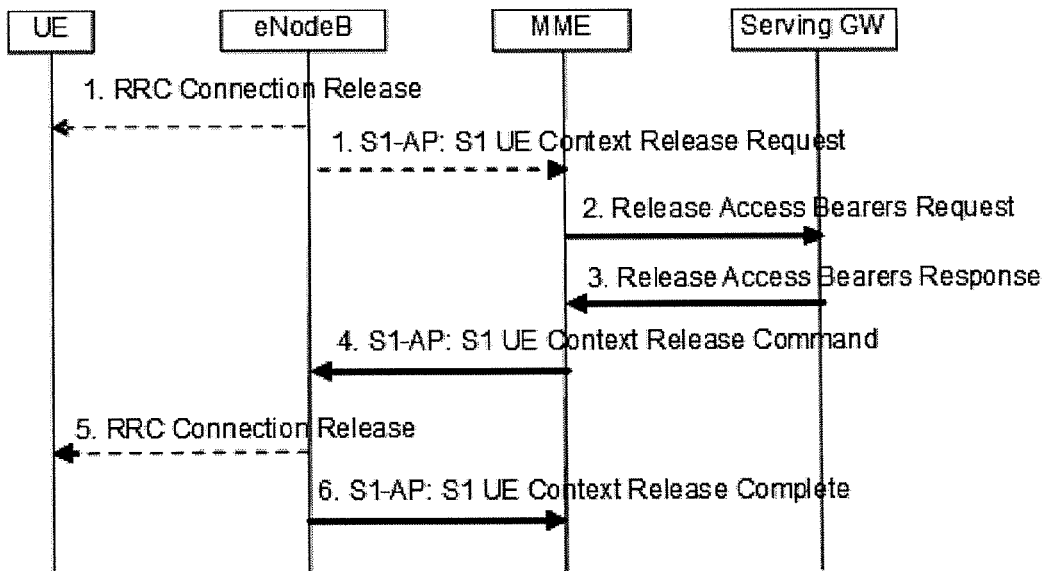 UE
eNodeB
MME
Serving GW
1. RRC Connection Release
1. S1-AP: S1 UE Context Release Request
2. Release Access Bearers Request
3. Release Access Bearers Response
4. S1-AP: S1 UE Context Release Command
5. RRC Connection Release
6. S1-AP: S1 UE Context Release Complete